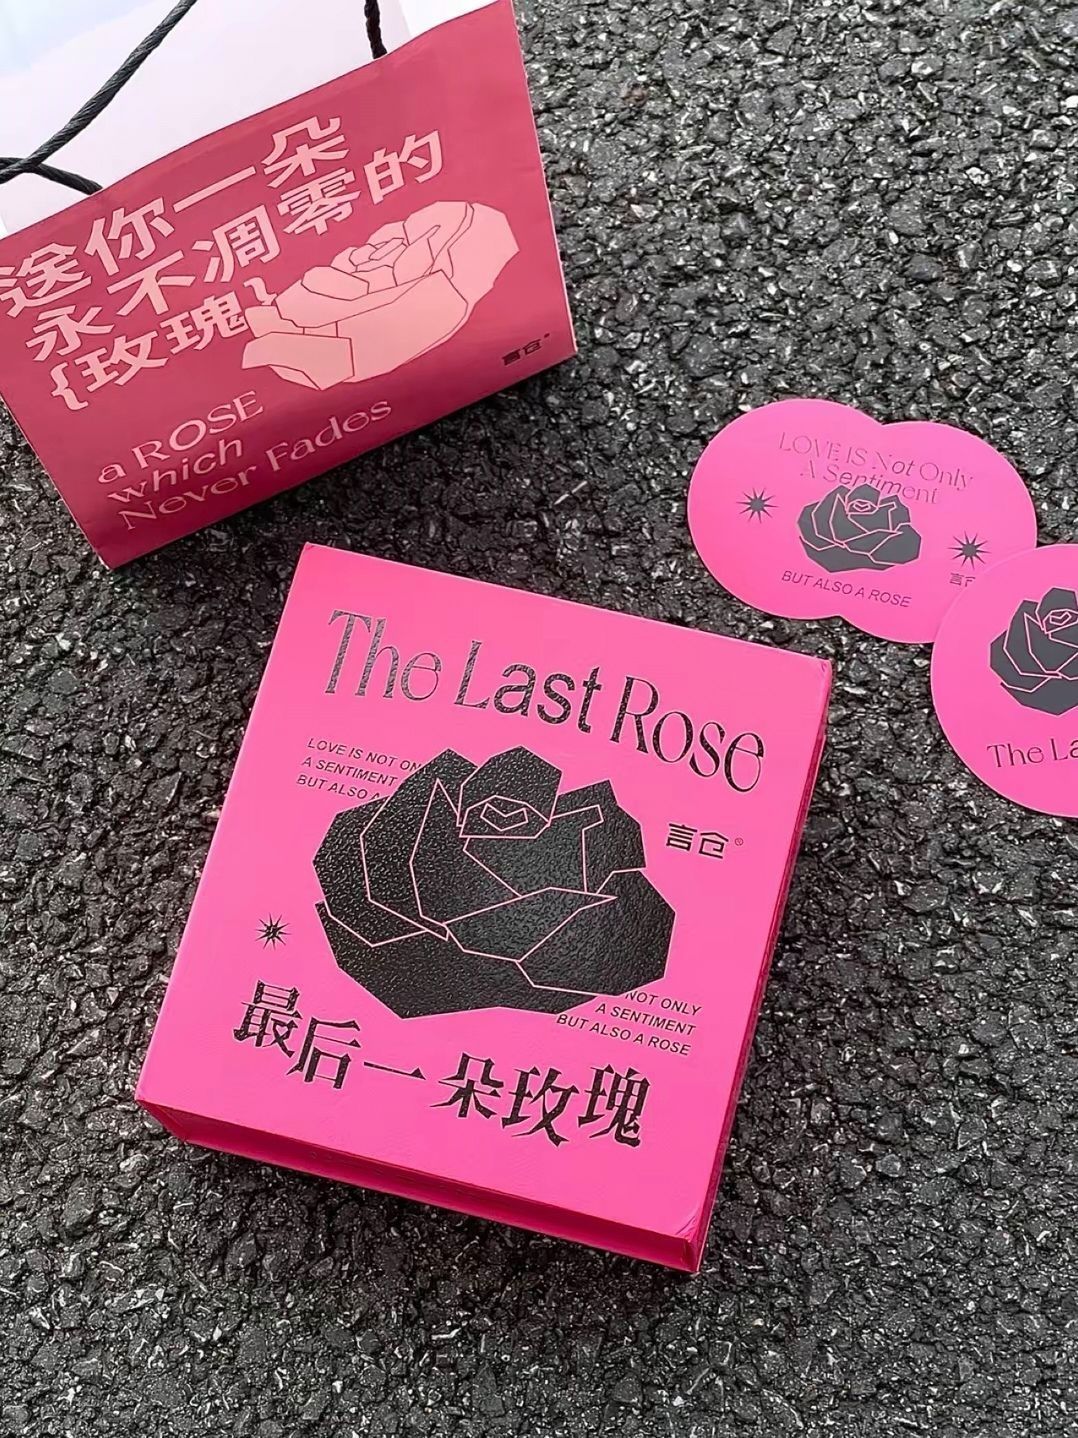 送你一朵
永不凋零的
{玫瑰}
言仓
a ROSE
which
Never Fades
LOVE IS Not Only
A Sentiment
BUT ALSO A ROSE
言仓
The La
The Last Rose
LOVE IS NOT ON
A SENTIMENT
BUT ALSO A
言仓®
NOT ONLY
A SENTIMENT
BUT ALSO A ROSE
最后一朵玫瑰